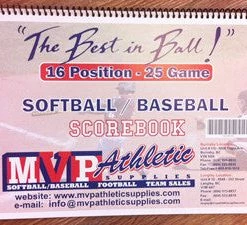 "The Best in Ball!"
16 Position - 25 Game
SOFTBALL / BASEBALL
SCOREBOOK
MVP Athletic
SUPPLIES
SOFTBALL/BASEBALL FOOTBALL TEAM SALES
website: www.mvpathleticsupplies.com
e-mail: info@mvpathleticsupplies.com